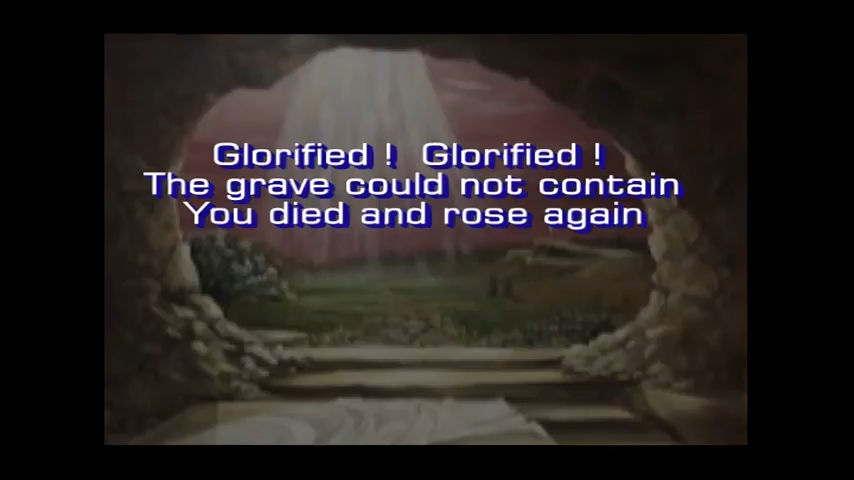 Glorified ! Glorified !
The grave could not contain
You died and rose again